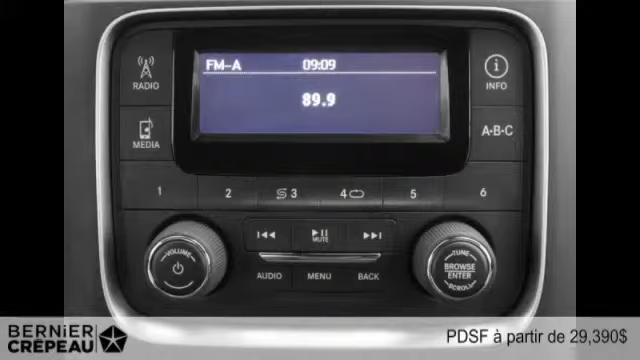 FM-A 09:09
89.9
RADIO
INFO
MEDIA
A·B·C
1 2 3 4 5 6
MUTE
VOLUME
TUNE
BROWSE
ENTER
SCROLL
AUDIO MENU BACK
BERNIER
CRÊPEAU
PDSF à partir de 29,390$